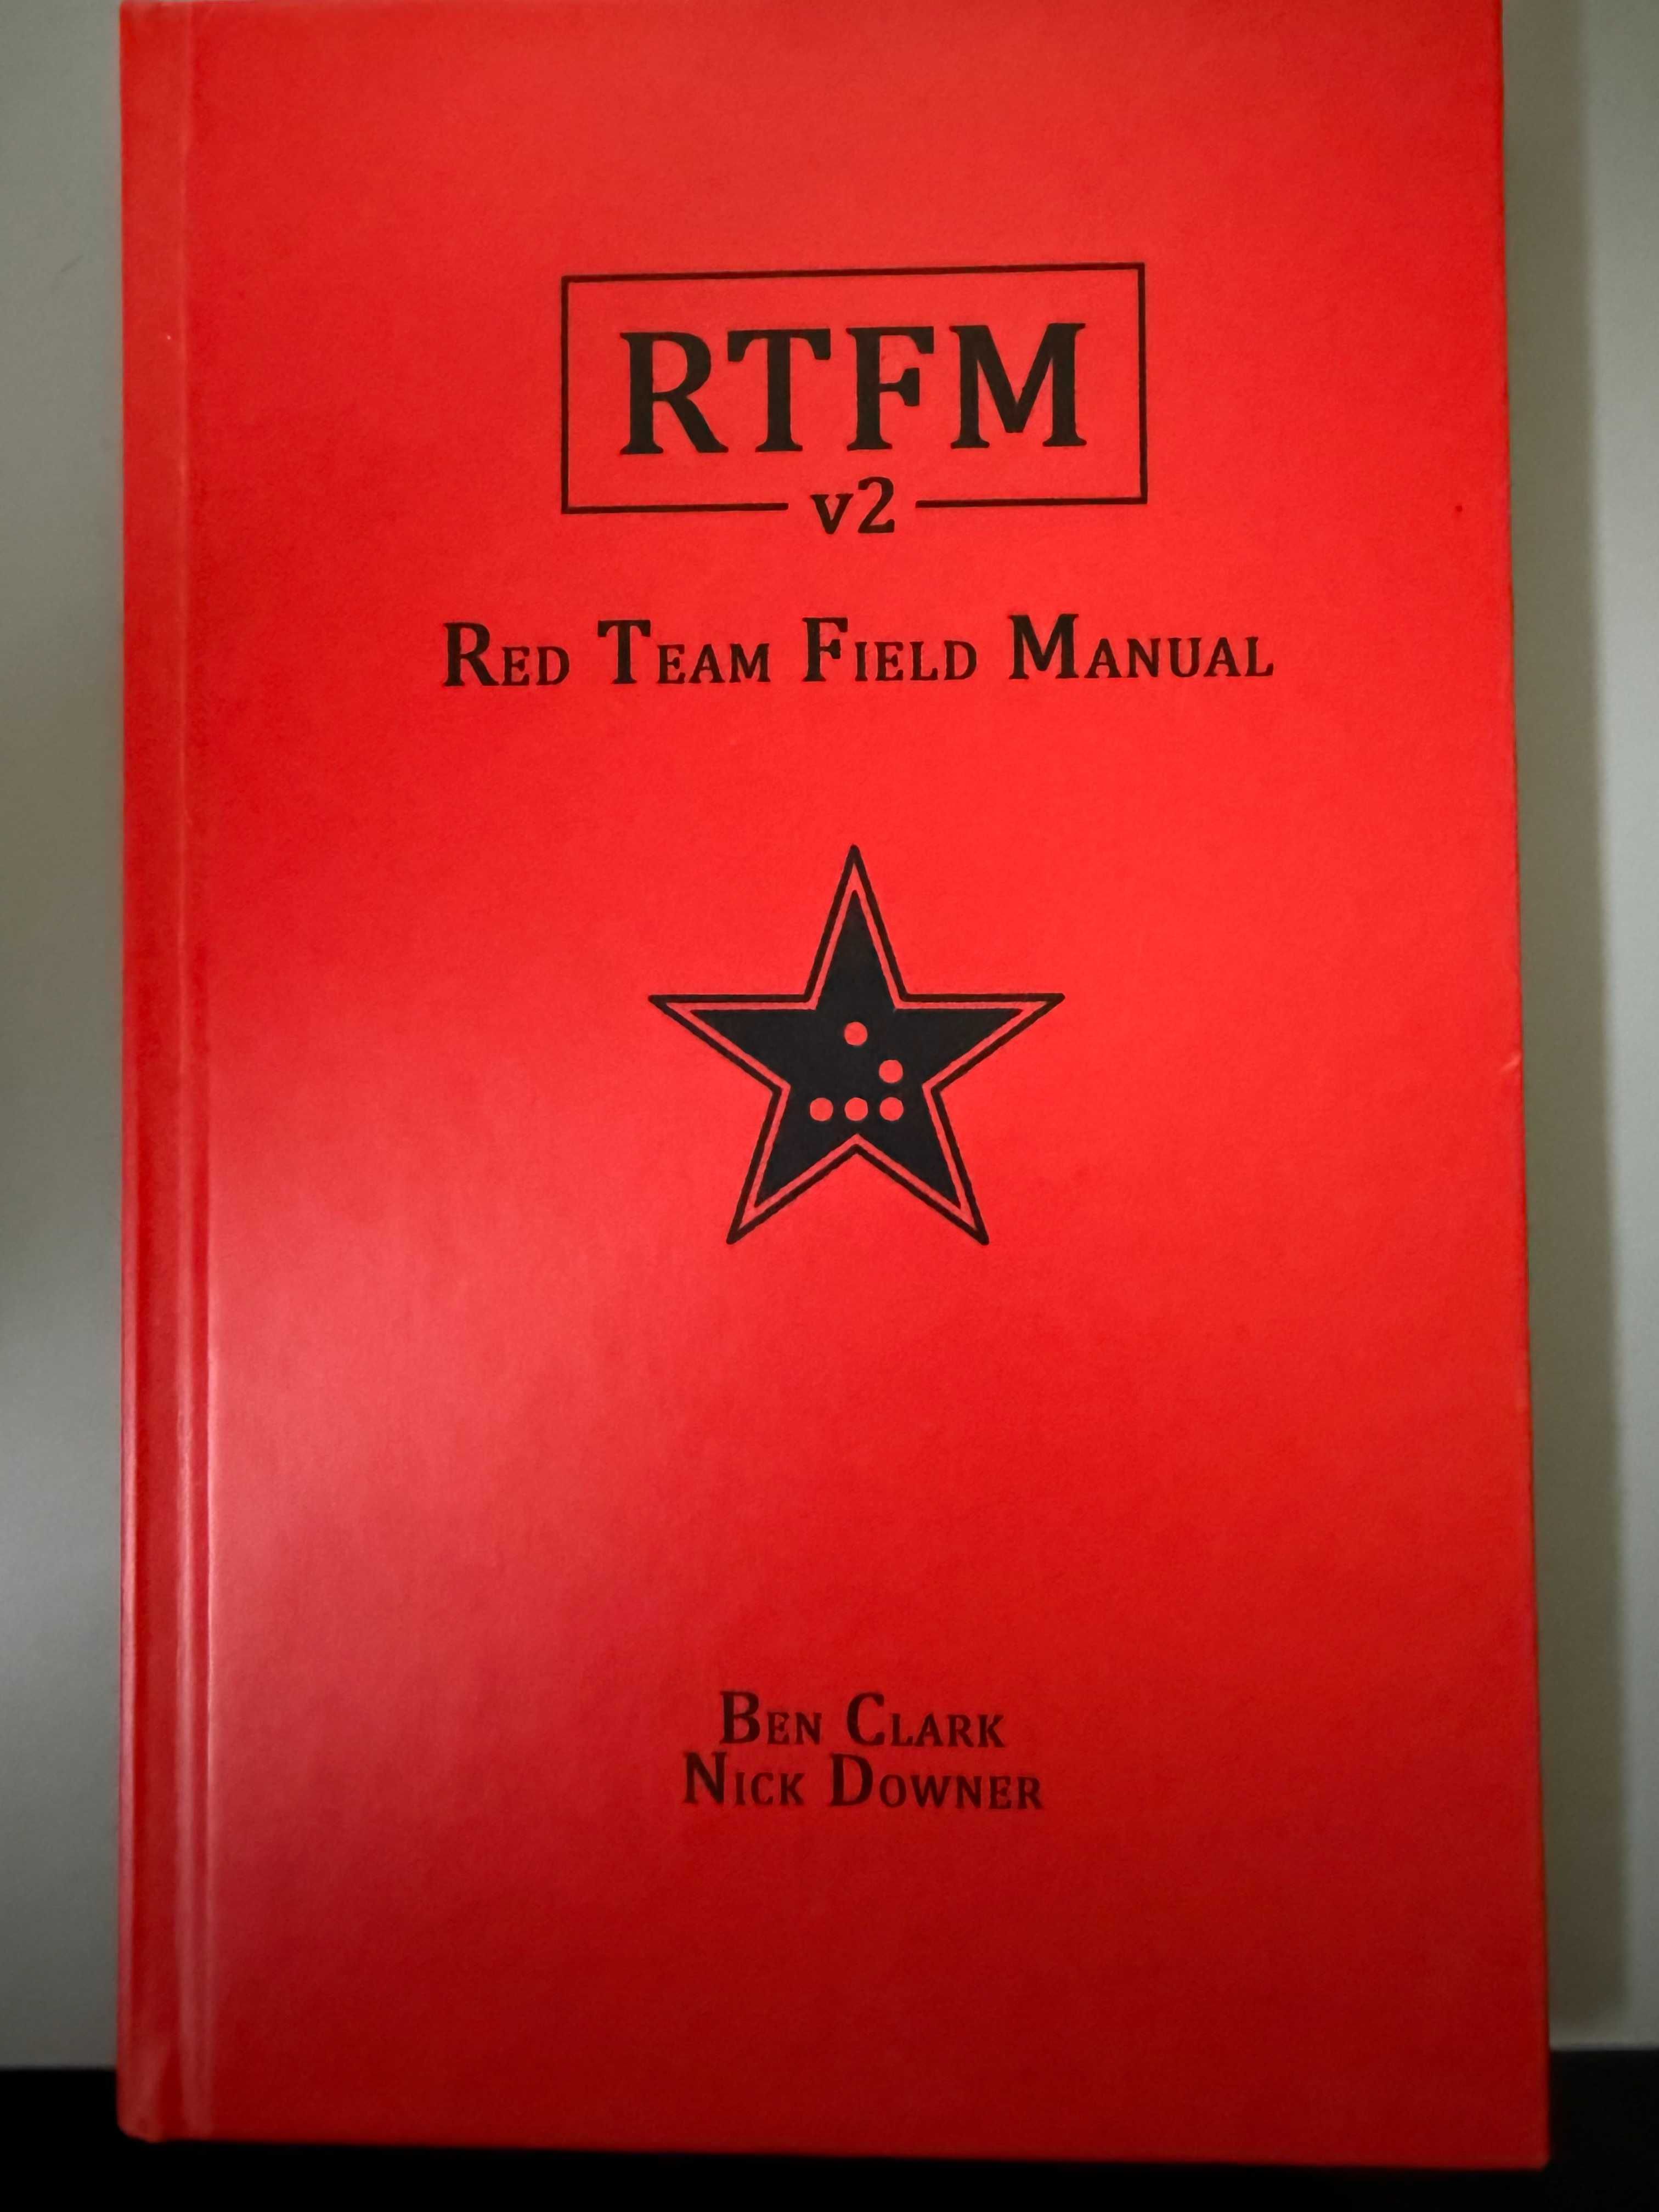 RTFM
v2
RED TEAM FIELD MANUAL
BEN CLARK
NICK DOWNER